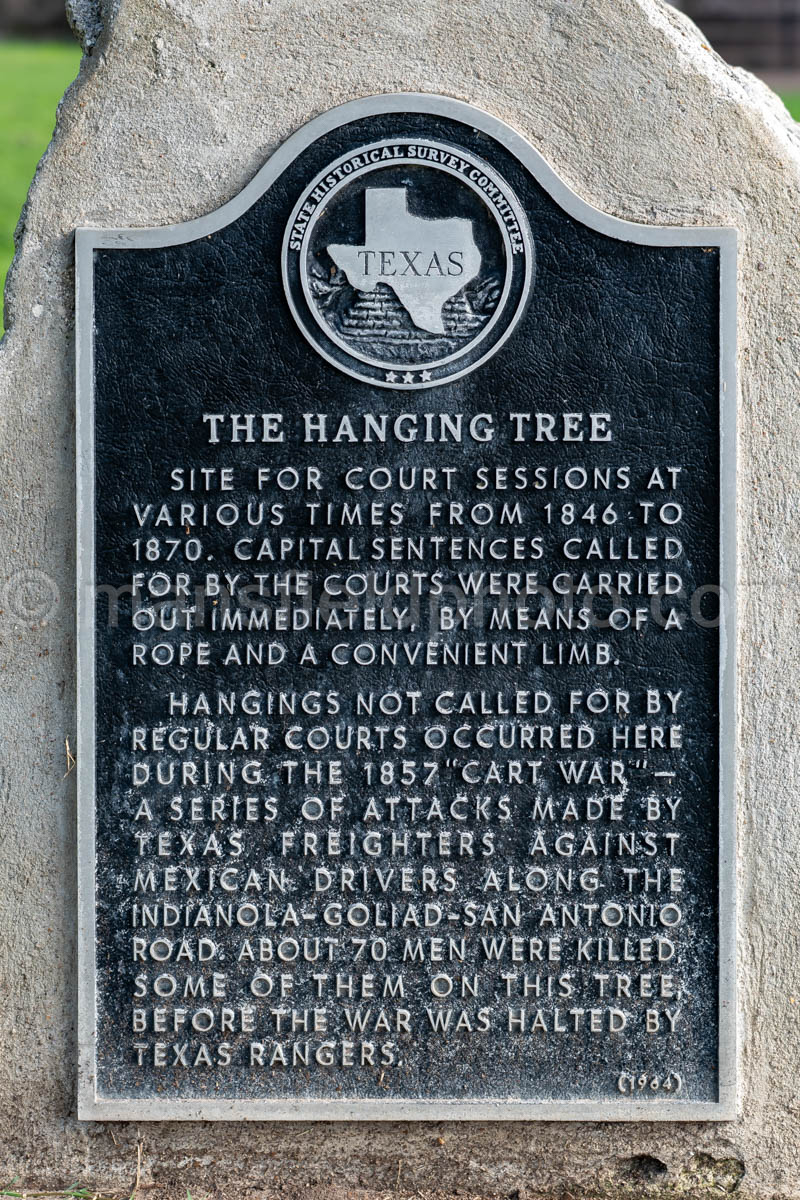 STATE HISTORICAL SURVEY COMMITTEE
TEXAS
THE HANGING TREE
SITE FOR COURT SESSIONS AT
VARIOUS TIMES FROM 1846 TO
1870. CAPITAL SENTENCES CALLED
FOR BY THE COURTS WERE CARRIED
OUT IMMEDIATELY, BY MEANS OF A
ROPE AND A CONVENIENT LIMB.
HANGINGS NOT CALLED FOR BY
REGULAR COURTS OCCURRED HERE
DURING THE 1857 "CART WAR"—
A SERIES OF ATTACKS MADE BY
TEXAS FREIGHTERS AGAINST
MEXICAN DRIVERS ALONG THE
INDIANOLA-GOLIAD-SAN ANTONIO
ROAD. ABOUT 70 MEN WERE KILLED,
SOME OF THEM ON THIS TREE,
BEFORE THE WAR WAS HALTED BY
TEXAS RANGERS.
(1964)
© mansfieldphoto.com